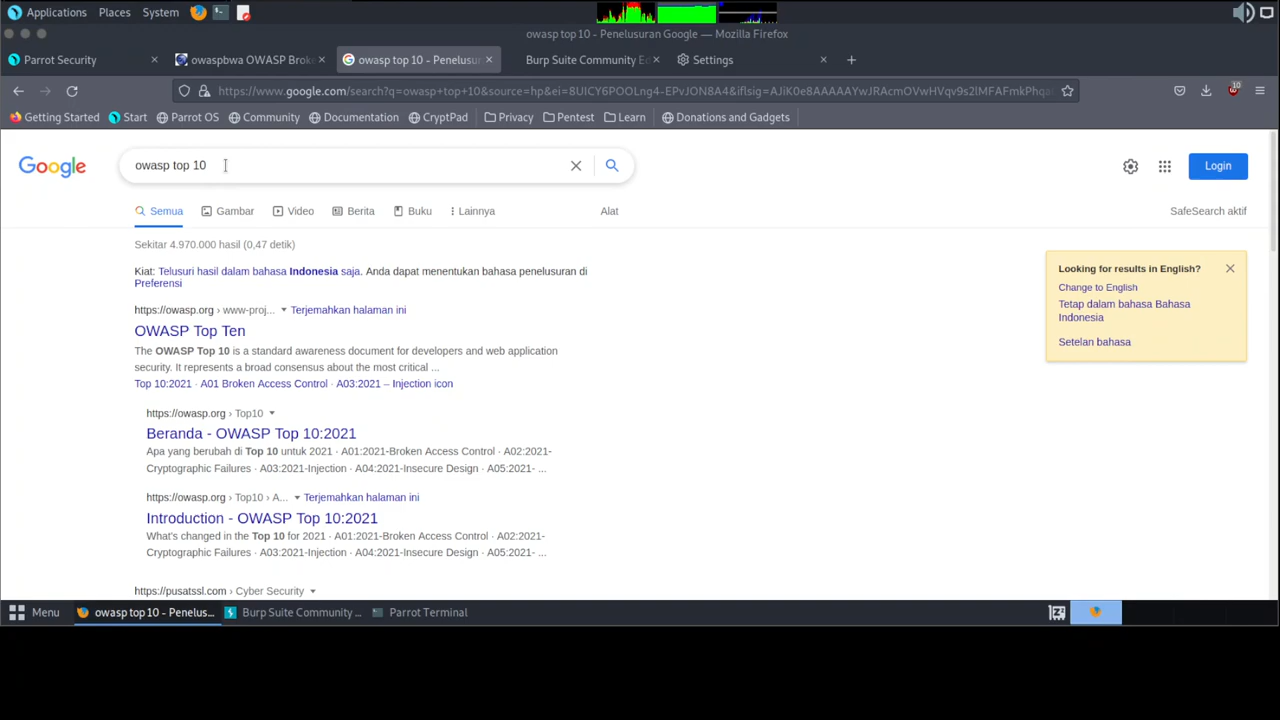 Applications Places System
owasp top 10 - Penelusuran Google — Mozilla Firefox
Parrot Security
owaspbwa OWASP Brok
owasp top 10 - Penelusur
Burp Suite Community Ed
Settings
https://www.google.com/search?q=owasp+top+10&source=hp&ei=8UICY6POOLng4-EPvJON8A4&iflsig=AJiK0e8AAAAAYwJRAcmOVwHVqv9s2lMFAFmkPhqa
Getting Started Start Parrot OS Community Documentation CryptPad Privacy Pentest Learn Donations and Gadgets
Google
owasp top 10
Login
Semua Gambar Video Berita Buku Lainnya Alat
SafeSearch aktif
Sekitar 4.970.000 hasil (0,47 detik)
Kiat: Telusuri hasil dalam bahasa Indonesia saja. Anda dapat menentukan bahasa penelusuran di
Preferensi
Looking for results in English?
Change to English
Tetap dalam bahasa Bahasa
Indonesia
Setelan bahasa
https://owasp.org › www-proj... Terjemahkan halaman ini
OWASP Top Ten
The OWASP Top 10 is a standard awareness document for developers and web application
security. It represents a broad consensus about the most critical ...
Top 10:2021 · A01 Broken Access Control · A03:2021 – Injection icon
https://owasp.org › Top10
Beranda - OWASP Top 10:2021
Apa yang berubah di Top 10 untuk 2021 · A01:2021-Broken Access Control · A02:2021-
Cryptographic Failures · A03:2021-Injection · A04:2021-Insecure Design · A05:2021- ...
https://owasp.org › Top10 › A... Terjemahkan halaman ini
Introduction - OWASP Top 10:2021
What's changed in the Top 10 for 2021 · A01:2021-Broken Access Control · A02:2021-
Cryptographic Failures · A03:2021-Injection · A04:2021-Insecure Design · A05:2021- ...
https://pusatssl.com › Cyber Security
Menu owasp top 10 - Penelus... Burp Suite Community ... Parrot Terminal